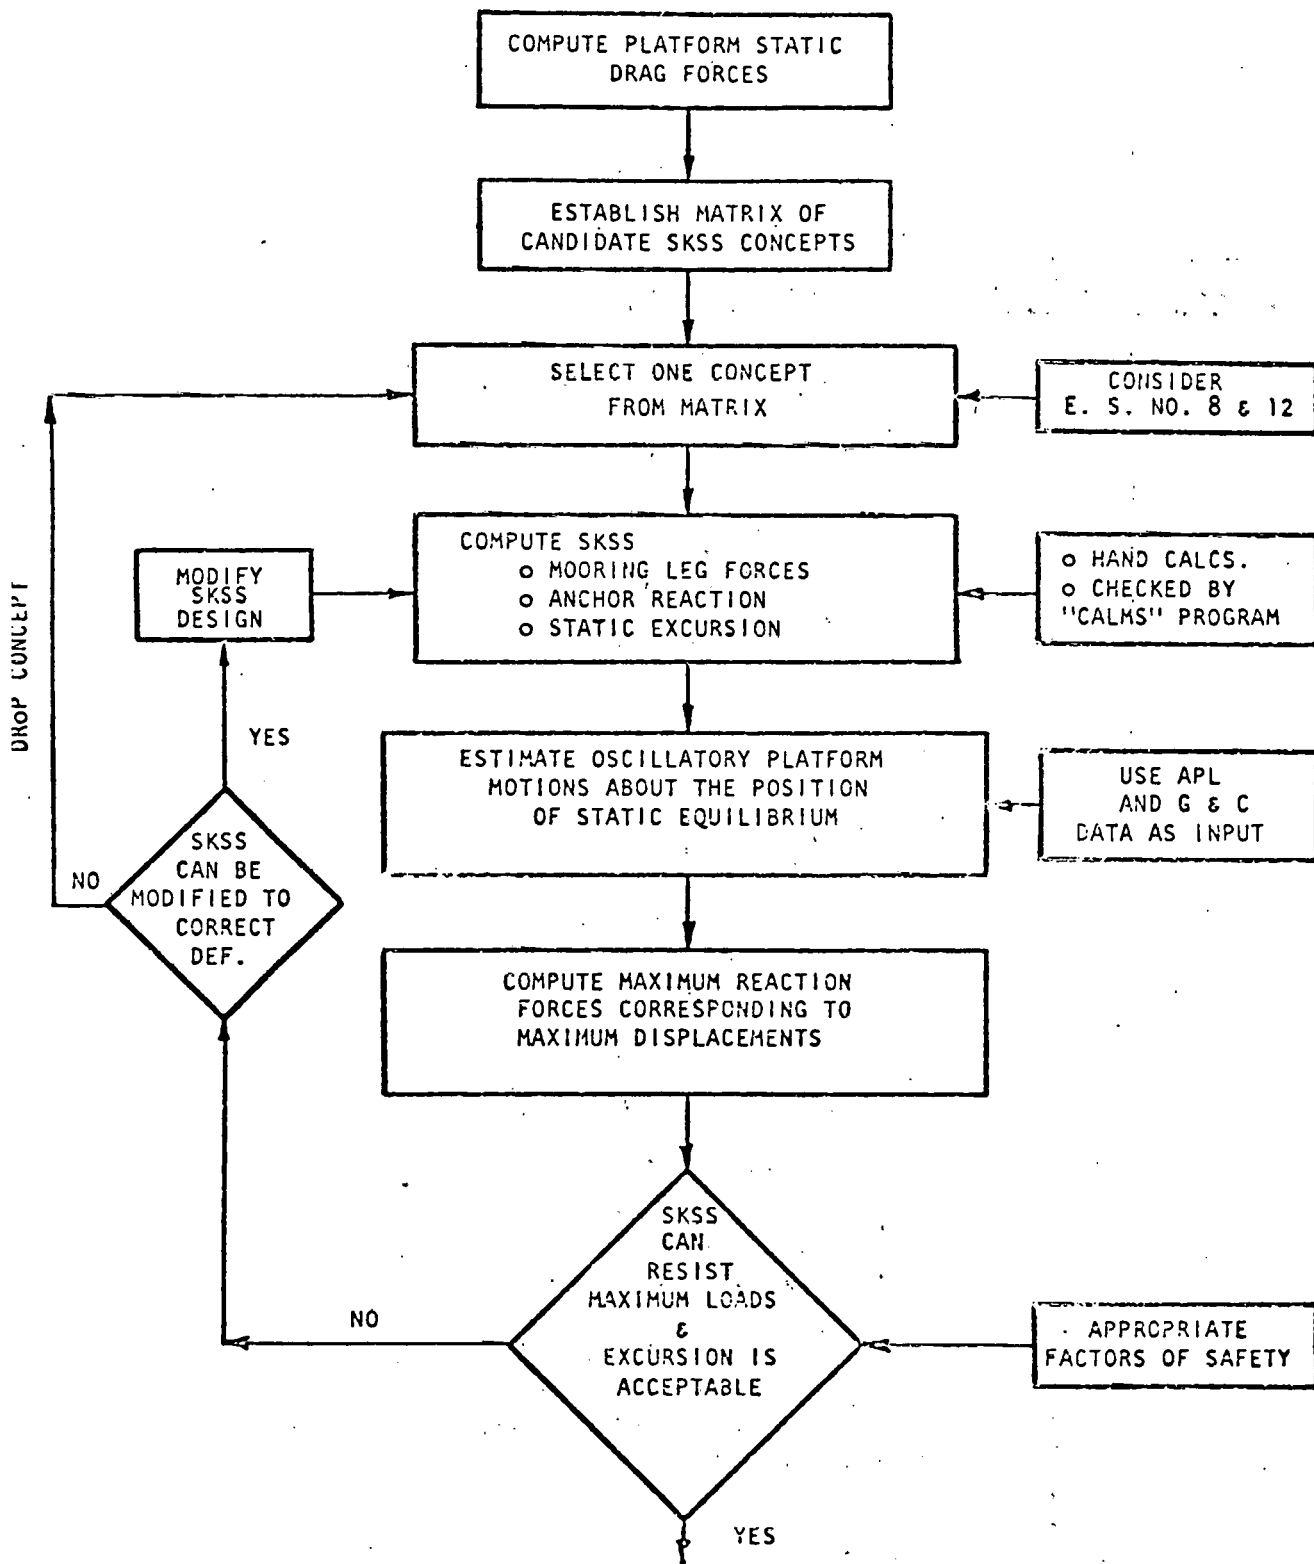 COMPUTE PLATFORM STATIC
DRAG FORCES
ESTABLISH MATRIX OF
CANDIDATE SKSS CONCEPTS
SELECT ONE CONCEPT
FROM MATRIX
CONSIDER
E. S. NO. 8 & 12
COMPUTE SKSS
o MOORING LEG FORCES
o ANCHOR REACTION
o STATIC EXCURSION
o HAND CALCS.
o CHECKED BY
"CALMS" PROGRAM
MODIFY
SKSS
DESIGN
DROP CONCEPT
YES
ESTIMATE OSCILLATORY PLATFORM
MOTIONS ABOUT THE POSITION
OF STATIC EQUILIBRIUM
USE APL
AND G & C
DATA AS INPUT
SKSS
CAN BE
MODIFIED TO
CORRECT
DEF.
NO
COMPUTE MAXIMUM REACTION
FORCES CORRESPONDING TO
MAXIMUM DISPLACEMENTS
SKSS
CAN
RESIST
MAXIMUM LOADS
&
EXCURSION IS
ACCEPTABLE
NO
APPROPRIATE
FACTORS OF SAFETY
YES